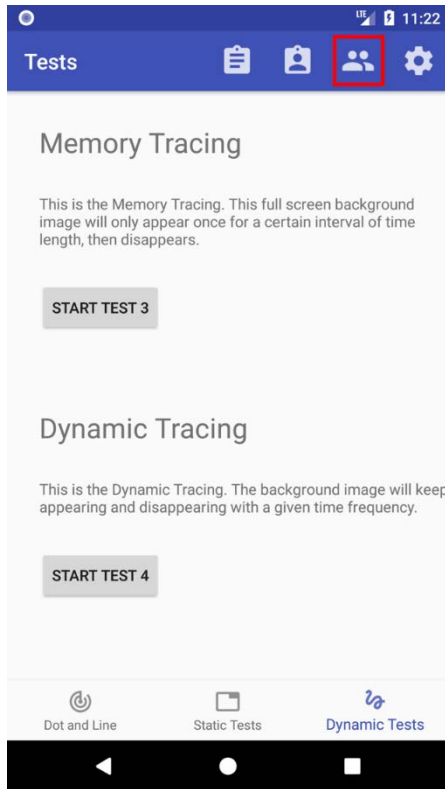 LTE 11:22
Tests
Memory Tracing
This is the Memory Tracing. This full screen background
image will only appear once for a certain interval of time
length, then disappears.
START TEST 3
Dynamic Tracing
This is the Dynamic Tracing. The background image will keep
appearing and disappearing with a given time frequency.
START TEST 4
Dot and Line Static Tests Dynamic Tests